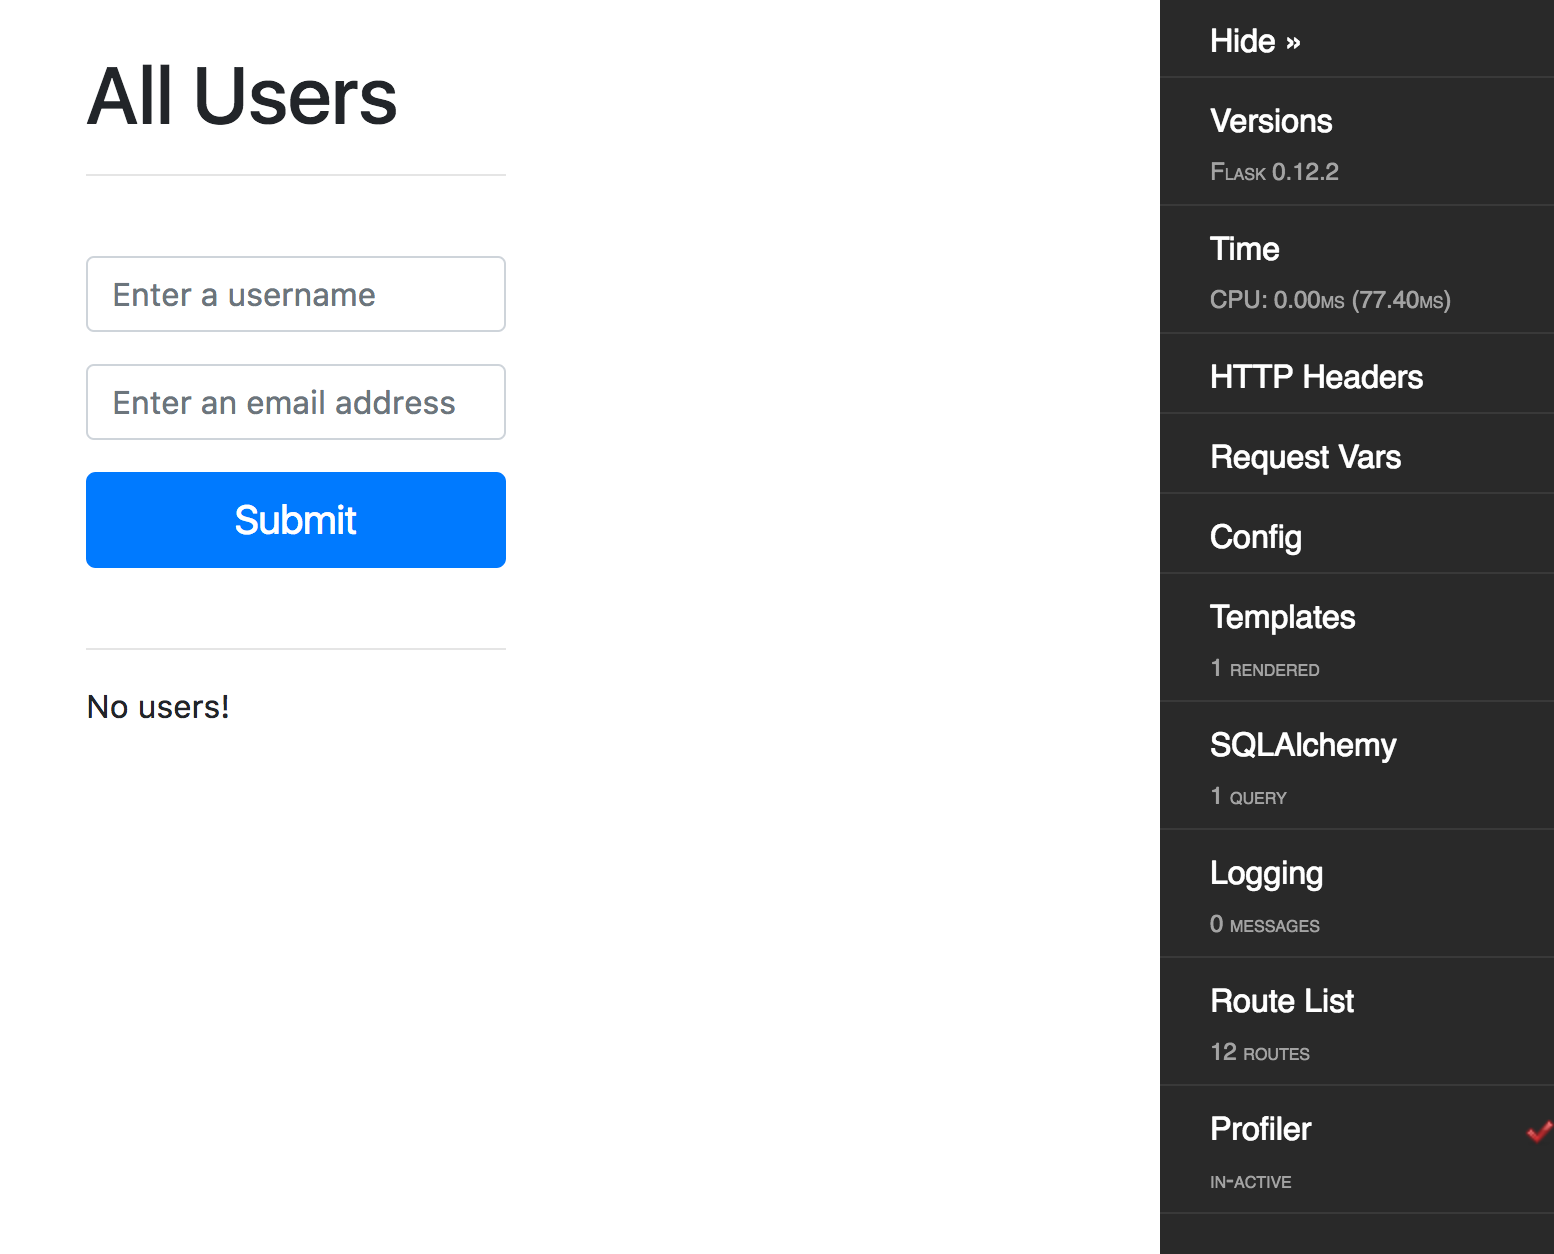 All Users
Enter a username
Enter an email address
Submit
No users!
Hide »
Versions
Flask 0.12.2
Time
CPU: 0.00ms (77.40ms)
HTTP Headers
Request Vars
Config
Templates
1 rendered
SQLAlchemy
1 query
Logging
0 messages
Route List
12 routes
Profiler
in-active